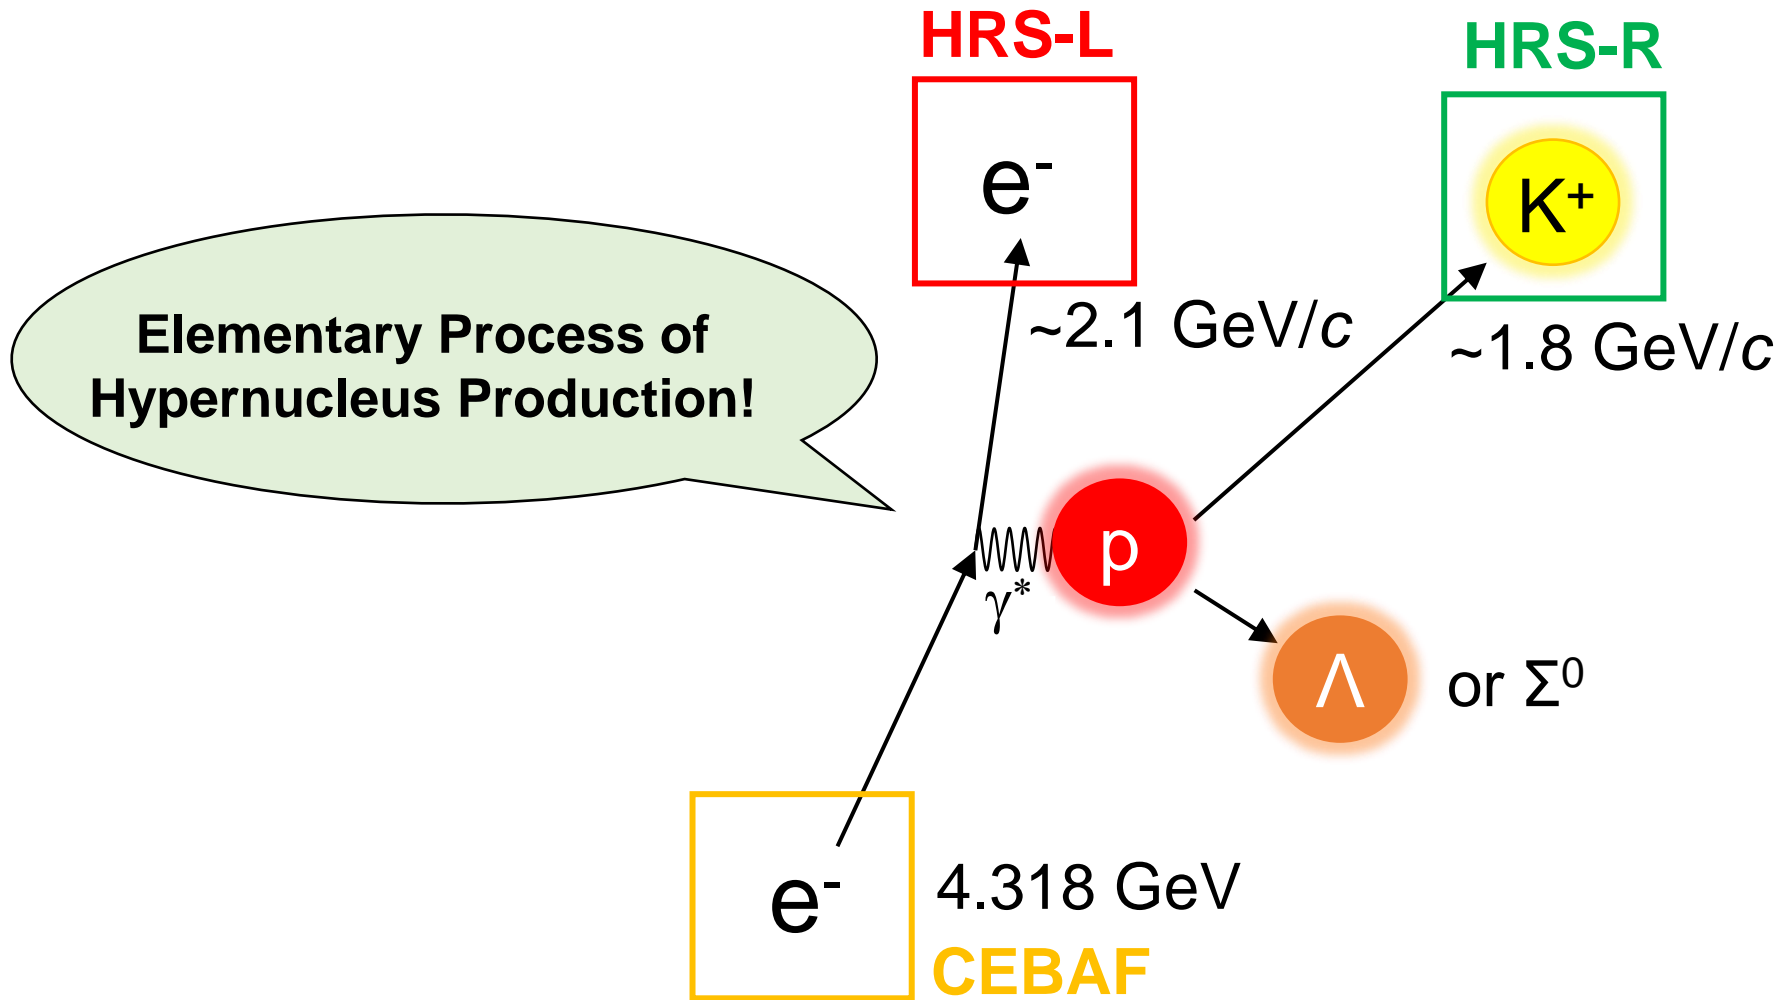 HRS-L
HRS-R
e⁻
K⁺
~2.1 GeV/c
~1.8 GeV/c
Elementary Process of
Hypernucleus Production!
p
γ*
Λ
or Σ⁰
e⁻
4.318 GeV
CEBAF